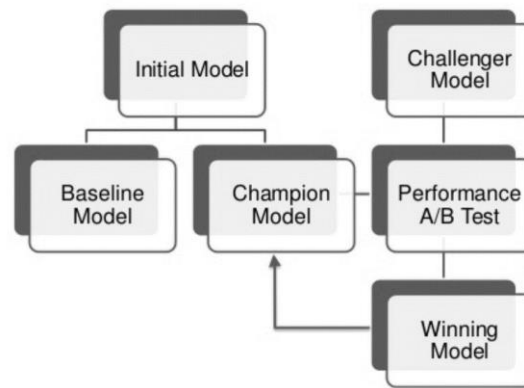 Initial Model
Challenger
Model
Baseline
Model
Champion
Model
Performance
A/B Test
Winning
Model